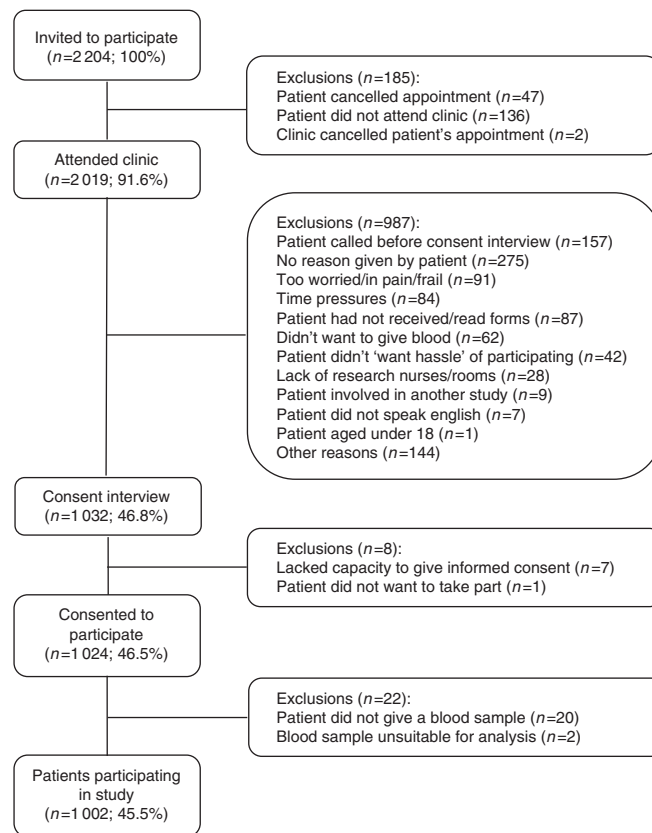 Invited to participate
(n=2 204; 100%)
Exclusions (n=185):
Patient cancelled appointment (n=47)
Patient did not attend clinic (n=136)
Clinic cancelled patient's appointment (n=2)
Attended clinic
(n=2 019; 91.6%)
Exclusions (n=987):
Patient called before consent interview (n=157)
No reason given by patient (n=275)
Too worried/in pain/frail (n=91)
Time pressures (n=84)
Patient had not received/read forms (n=87)
Didn't want to give blood (n=62)
Patient didn't ‘want hassle’ of participating (n=42)
Lack of research nurses/rooms (n=28)
Patient involved in another study (n=9)
Patient did not speak english (n=7)
Patient aged under 18 (n=1)
Other reasons (n=144)
Consent interview
(n=1 032; 46.8%)
Exclusions (n=8):
Lacked capacity to give informed consent (n=7)
Patient did not want to take part (n=1)
Consented to
participate
(n=1 024; 46.5%)
Exclusions (n=22):
Patient did not give a blood sample (n=20)
Blood sample unsuitable for analysis (n=2)
Patients participating
in study
(n=1 002; 45.5%)